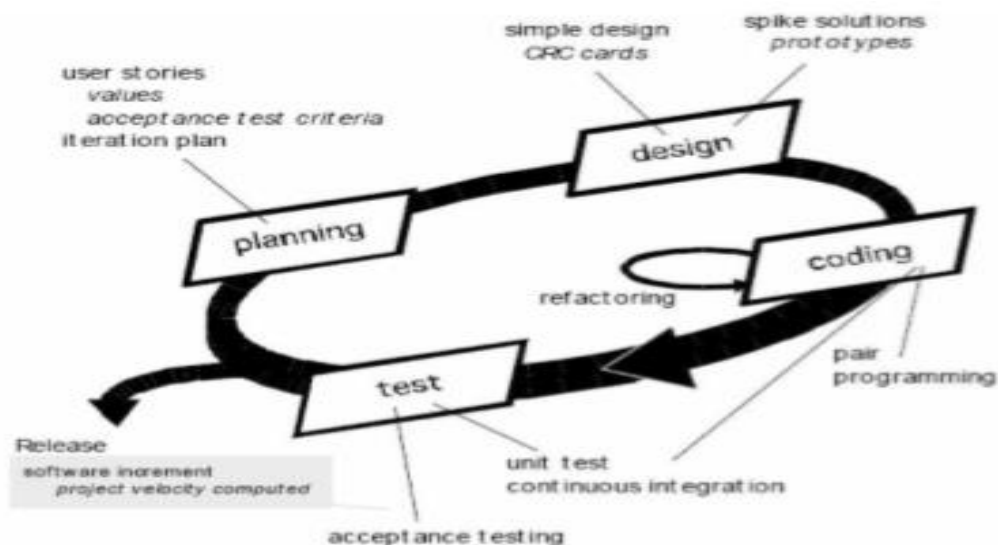 simple design
CRC cards
spike solutions
prototypes
user stories
values
acceptance test criteria
iteration plan
design
planning
coding
refactoring
test
pair
programming
Release
software increment
project velocity computed
unit test
continuous integration
acceptance testing